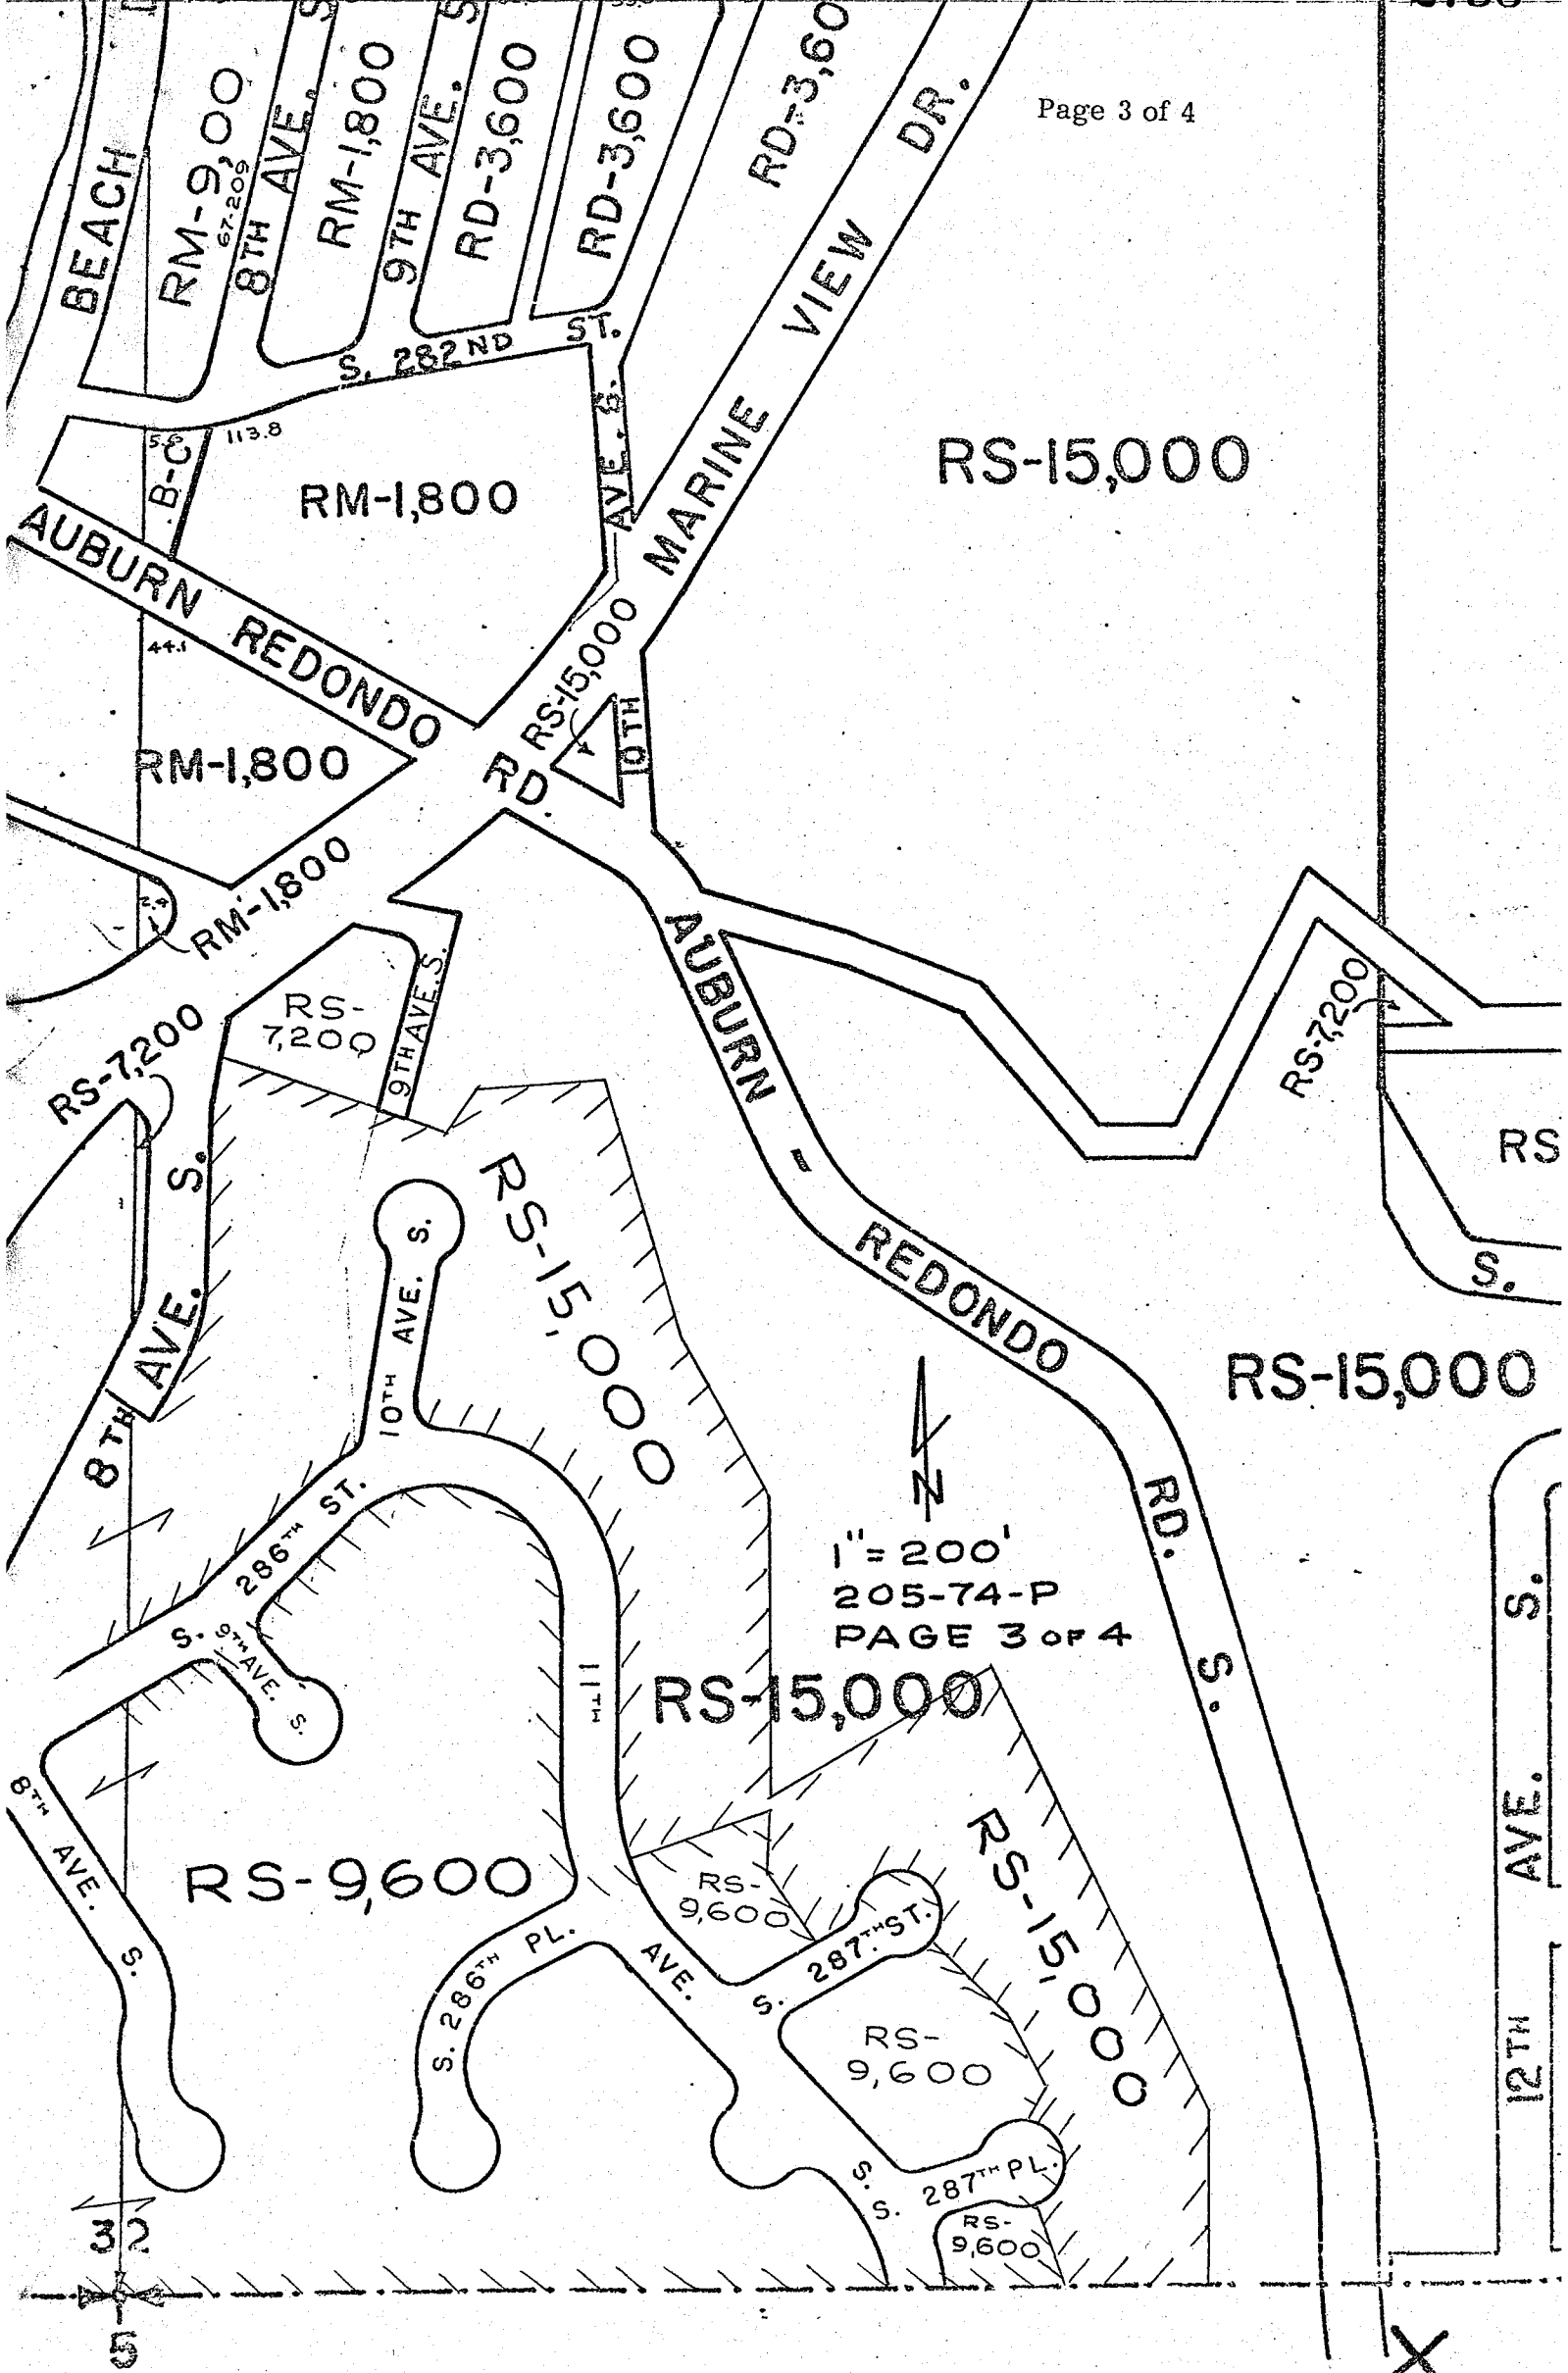 Page 3 of 4
BEACH
RM-9,00
67-209
8TH AVE. S
RM-1,800
9TH AVE. S
RD-3,600
RD-3,600
RD-3,60
MARINE VIEW DR.
S. 282ND ST.
5.8
113.8
B-C
RM-1,800
AVE. S.
RS-15,000
AUBURN REDONDO RD.
44.1
RS-15,000
10TH
RM-1,800
RM-1,800
RS-7,200
9TH AVE. S.
RS-7,200
RS-7,200
RS
S.
AUBURN - REDONDO RD. S.
8TH AVE. S.
10TH AVE. S.
RS-15,000
RS-15,000
S. 286TH ST.
9TH AVE. S.
1"=200'
205-74-P
PAGE 3 OF 4
RS-15,000
11TH AVE. S.
8TH AVE. S.
RS-9,600
RS-
9,600
S. 286TH PL.
S. 287TH ST.
RS-15,000
RS-
9,600
S. 287TH PL.
RS-
9,600
12TH AVE. S.
N
32
5
X